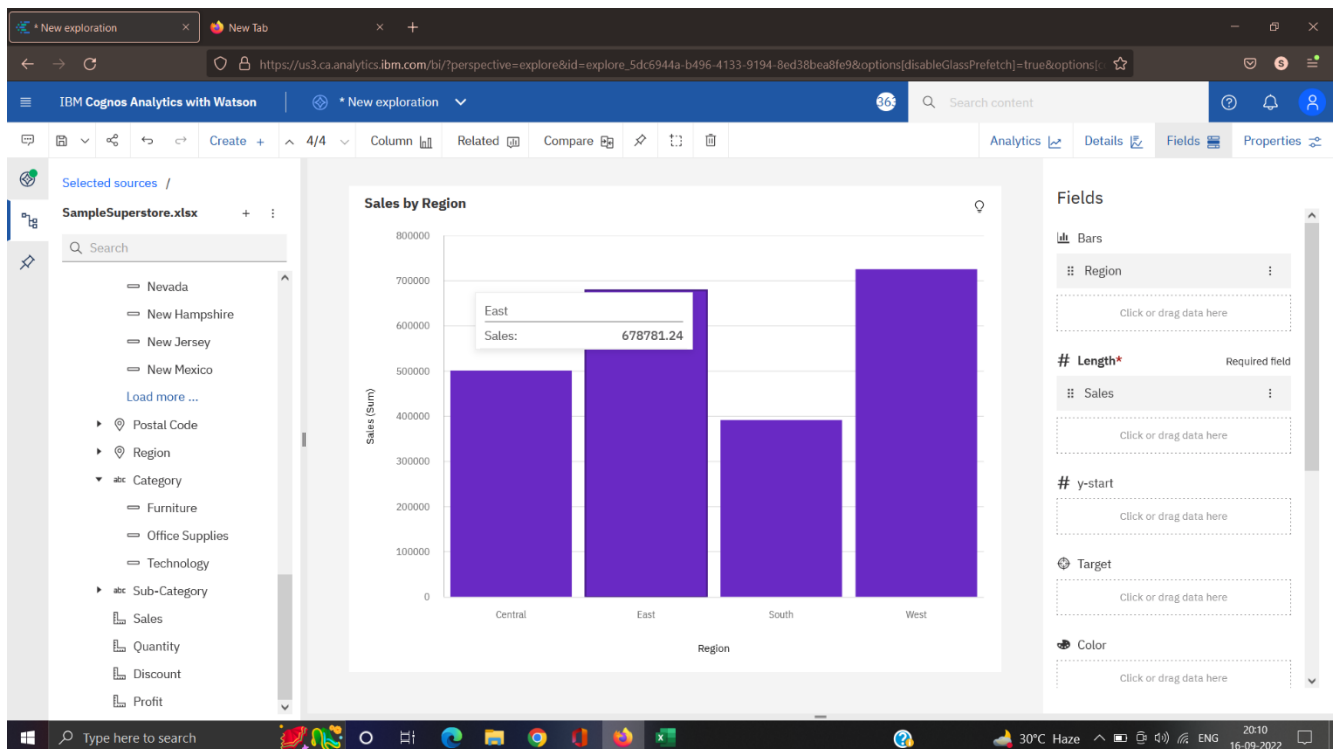 * New exploration
New Tab
https://us3.ca.analytics.ibm.com/bi/?perspective=explore&id=explore_5dc6944a-b496-4133-9194-8ed38bea8fe9&options[disableGlassPrefetch]=true&options[c
S
IBM Cognos Analytics with Watson
* New exploration
363
Search content
Create +
4/4
Column
Related
Compare
Analytics
Details
Fields
Properties
Selected sources /
SampleSuperstore.xlsx
Search
Nevada
New Hampshire
New Jersey
New Mexico
Load more ...
Postal Code
Region
abc Category
Furniture
Office Supplies
Technology
abc Sub-Category
Sales
Quantity
Discount
Profit
Sales by Region
800000
700000
600000
500000
400000
300000
200000
100000
0
Sales (Sum)
East
Sales: 678781.24
Central
East
South
West
Region
Fields
Bars
Region
Click or drag data here
# Length* Required field
Sales
Click or drag data here
# y-start
Click or drag data here
Target
Click or drag data here
Color
Click or drag data here
Type here to search
30°C Haze
ENG
20:10
16-09-2022